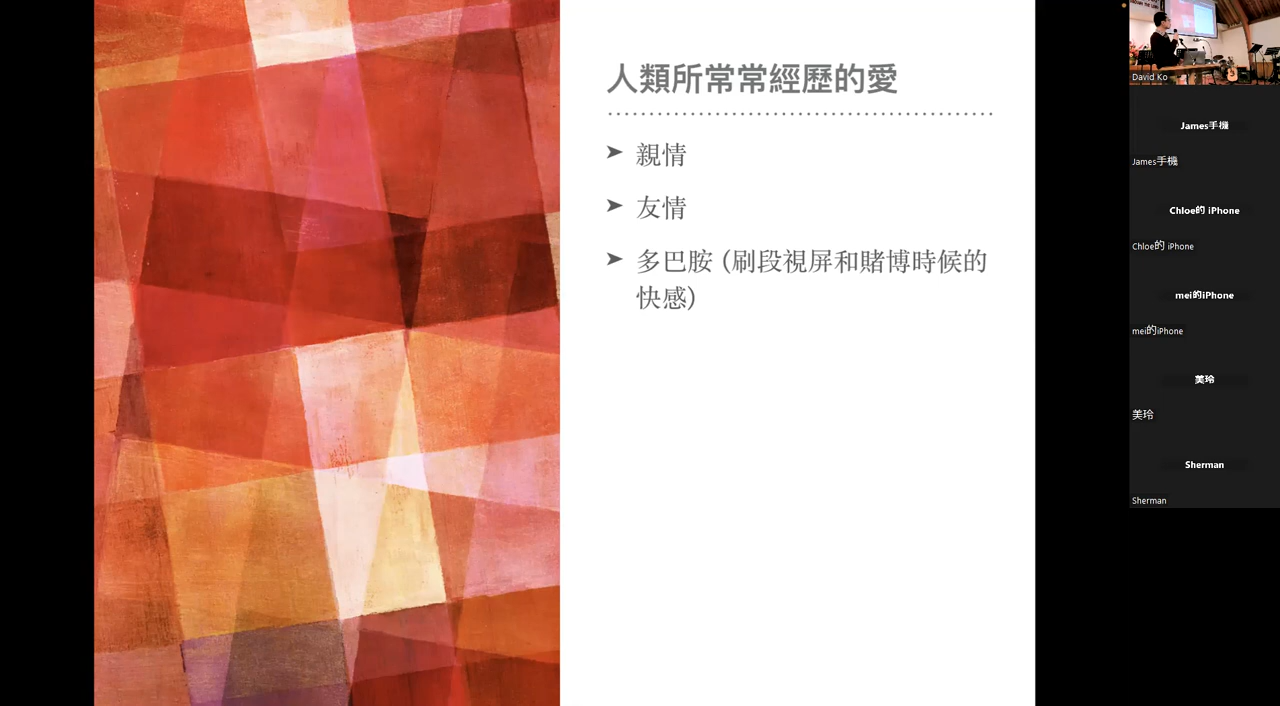 人類所常常經歷的愛
➤ 親情
➤ 友情
➤ 多巴胺 (刷段視屏和賭博時候的
快感)
David Ko
James手機
James手機
Chloe的 iPhone
Chloe的 iPhone
mei的iPhone
mei的iPhone
美玲
美玲
Sherman
Sherman